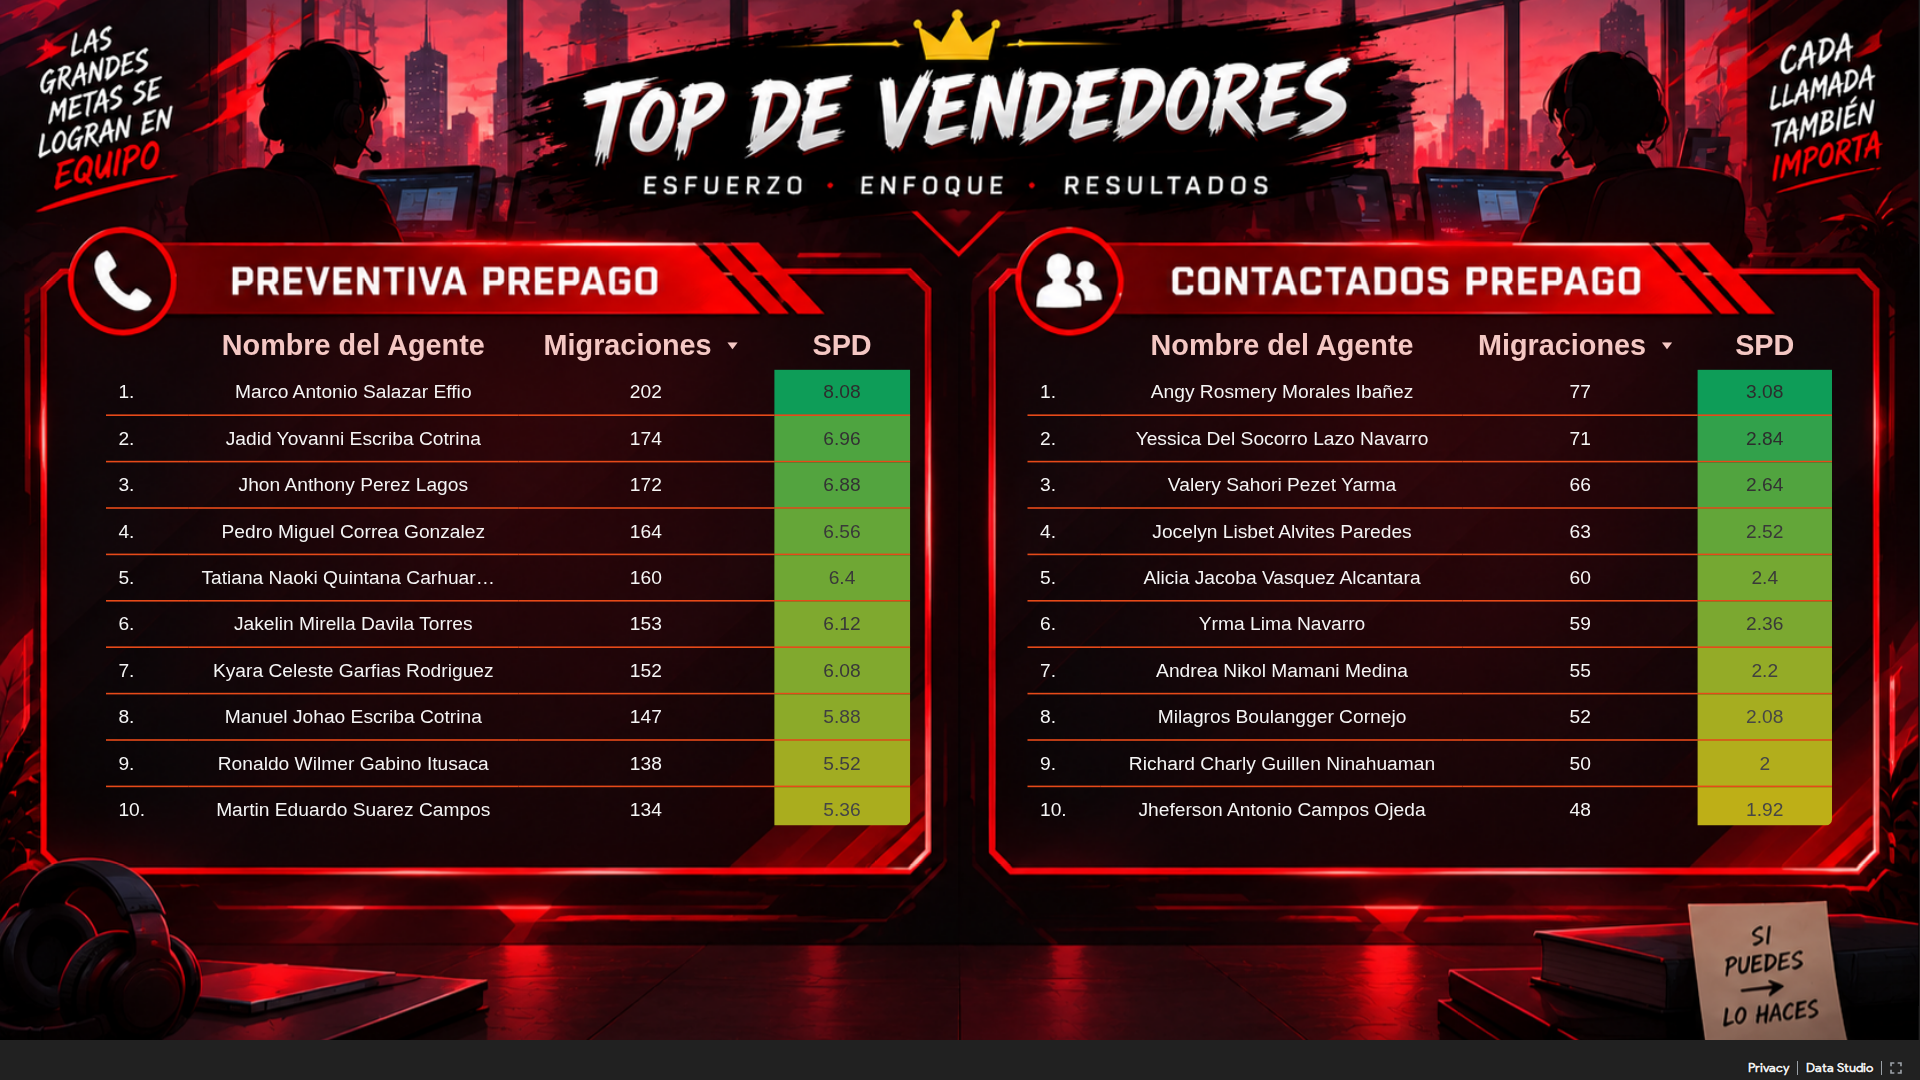 LAS
GRANDES
METAS SE
LOGRAN EN
EQUIPO
TOP DE VENDEDORES
ESFUERZO • ENFOQUE • RESULTADOS
CADA
LLAMADA
TAMBIÉN
IMPORTA
PREVENTIVA PREPAGO
Nombre del Agente Migraciones SPD
1. Marco Antonio Salazar Effio 202 8.08
2. Jadid Yovanni Escriba Cotrina 174 6.96
3. Jhon Anthony Perez Lagos 172 6.88
4. Pedro Miguel Correa Gonzalez 164 6.56
5. Tatiana Naoki Quintana Carhuar… 160 6.4
6. Jakelin Mirella Davila Torres 153 6.12
7. Kyara Celeste Garfias Rodriguez 152 6.08
8. Manuel Johao Escriba Cotrina 147 5.88
9. Ronaldo Wilmer Gabino Itusaca 138 5.52
10. Martin Eduardo Suarez Campos 134 5.36
CONTACTADOS PREPAGO
Nombre del Agente Migraciones SPD
1. Angy Rosmery Morales Ibañez 77 3.08
2. Yessica Del Socorro Lazo Navarro 71 2.84
3. Valery Sahori Pezet Yarma 66 2.64
4. Jocelyn Lisbet Alvites Paredes 63 2.52
5. Alicia Jacoba Vasquez Alcantara 60 2.4
6. Yrma Lima Navarro 59 2.36
7. Andrea Nikol Mamani Medina 55 2.2
8. Milagros Boulangger Cornejo 52 2.08
9. Richard Charly Guillen Ninahuaman 50 2
10. Jheferson Antonio Campos Ojeda 48 1.92
SI
PUEDES
→
LO HACES
Privacy Data Studio